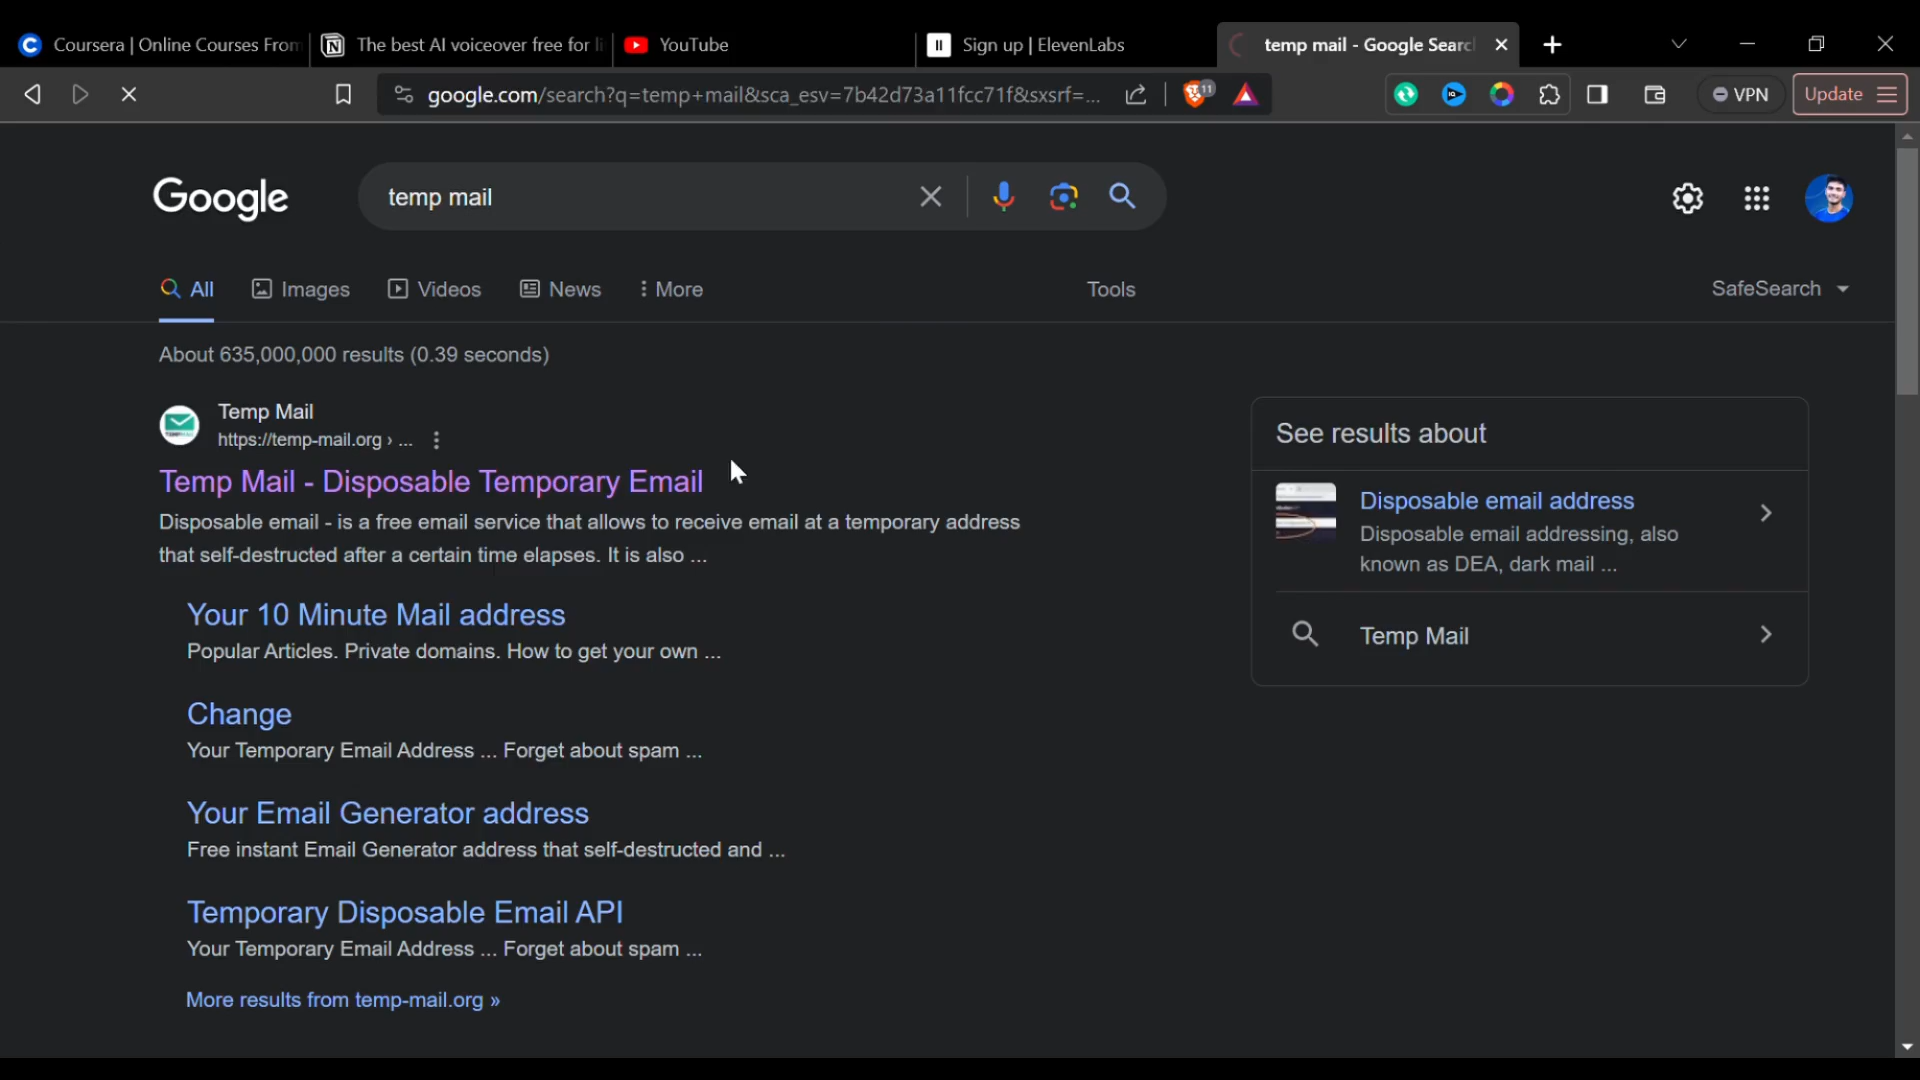 Coursera | Online Courses From
The best AI voiceover free for li
YouTube
Sign up | ElevenLabs
temp mail - Google Searc
google.com/search?q=temp+mail&sca_esv=7b42d73a11fcc71f&sxsrf=...
11
VPN
Update
Google
temp mail
All
Images
Videos
News
More
Tools
SafeSearch
About 635,000,000 results (0.39 seconds)
Temp Mail
https://temp-mail.org › ...
Temp Mail - Disposable Temporary Email
Disposable email - is a free email service that allows to receive email at a temporary address
that self-destructed after a certain time elapses. It is also ...
Your 10 Minute Mail address
Popular Articles. Private domains. How to get your own ...
Change
Your Temporary Email Address ... Forget about spam ...
Your Email Generator address
Free instant Email Generator address that self-destructed and ...
Temporary Disposable Email API
Your Temporary Email Address ... Forget about spam ...
More results from temp-mail.org »
See results about
Disposable email address
Disposable email addressing, also
known as DEA, dark mail ...
Temp Mail